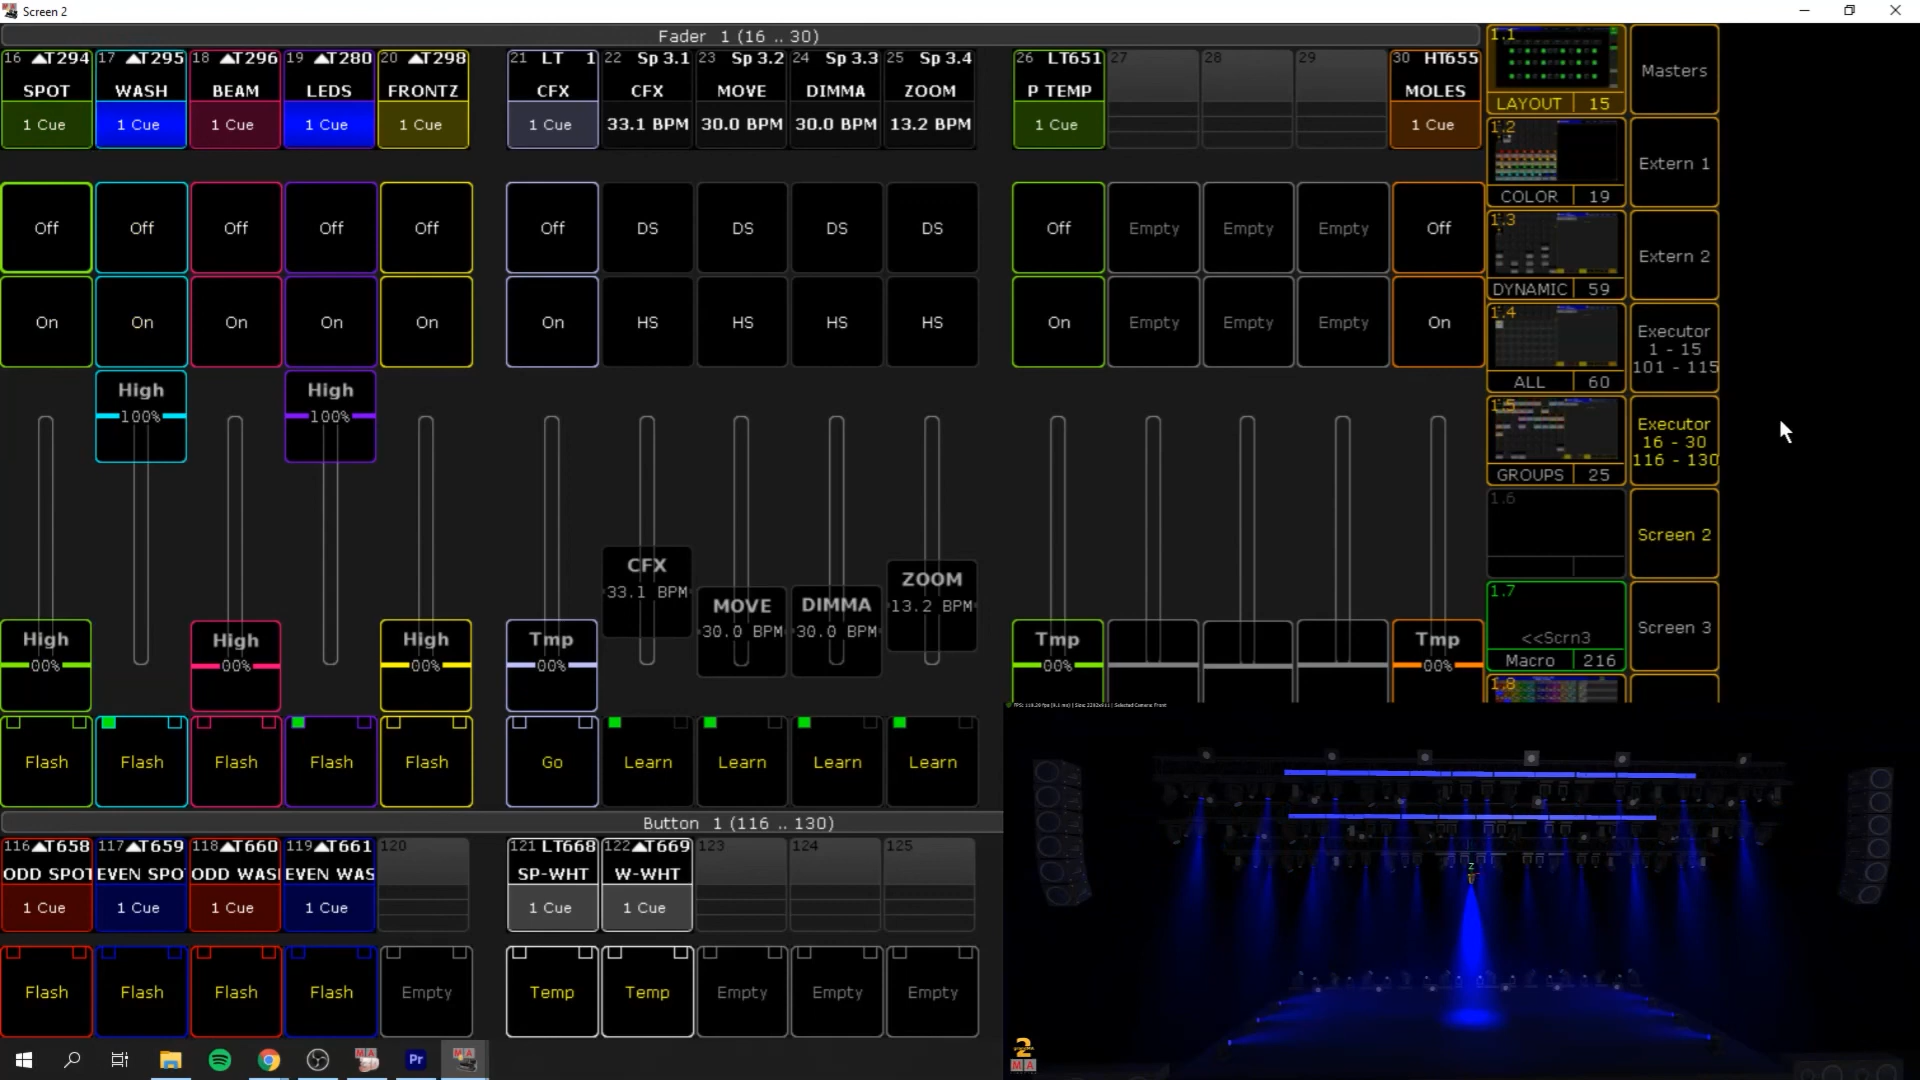 Screen 2
Fader 1 (16 .. 30)
16 T294 17 T295 18 T296 19 T280 20 T298 21 LT 1 22 Sp 3.1 23 Sp 3.2 24 Sp 3.3 25 Sp 3.4 26 LT651 27 28 29 30 HT655
SPOT WASH BEAM LEDS FRONTZ CFX CFX MOVE DIMMA ZOOM P TEMP MOLES
1 Cue 1 Cue 1 Cue 1 Cue 1 Cue 1 Cue 33.1 BPM 30.0 BPM 30.0 BPM 13.2 BPM 1 Cue 1 Cue
Off Off Off Off Off Off DS DS DS DS Off Empty Empty Empty Off
On On On On On On HS HS HS HS On Empty Empty Empty On
High High
100% 100%
CFX
33.1 BPM
ZOOM
13.2 BPM
MOVE DIMMA
30.0 BPM 30.0 BPM
High High High Tmp Tmp Tmp
00% 00% 00% 00% 00% 00%
Flash Flash Flash Flash Flash Go Learn Learn Learn Learn
Button 1 (116 .. 130)
116 T658 117 T659 118 T660 119 T661 120 121 LT668 122 T669 123 124 125
ODD SPOT EVEN SPO ODD WAS EVEN WAS SP-WHT W-WHT
1 Cue 1 Cue 1 Cue 1 Cue 1 Cue 1 Cue
Flash Flash Flash Flash Empty Temp Temp Empty Empty Empty
1.1
LAYOUT 15
1.2
COLOR 19
1.3
DYNAMIC 59
1.4
ALL 60
1.5
GROUPS 25
1.6
1.7
<<Scrn3
Macro 216
1.8
Masters
Extern 1
Extern 2
Executor
1 - 15
101 - 115
Executor
16 - 30
116 - 130
Screen 2
Screen 3
Z
2
MA
Pr